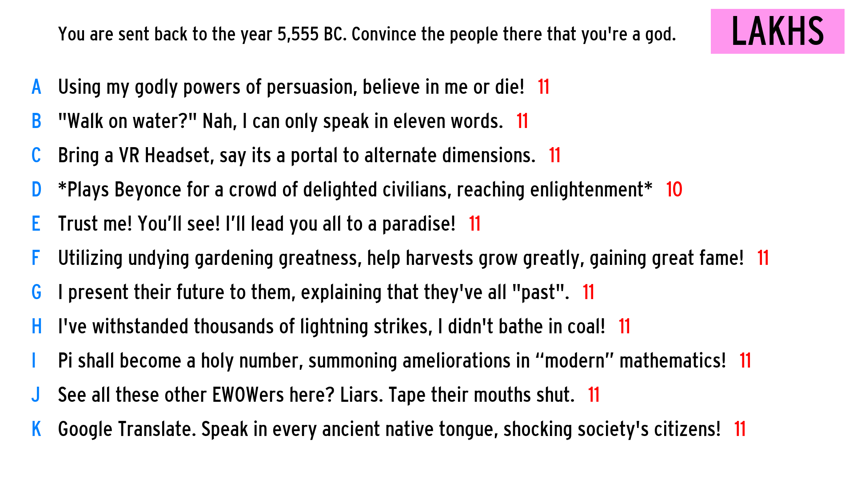 You are sent back to the year 5,555 BC. Convince the people there that you're a god.
LAKHS
A Using my godly powers of persuasion, believe in me or die! 11
B "Walk on water?" Nah, I can only speak in eleven words. 11
C Bring a VR Headset, say its a portal to alternate dimensions. 11
D *Plays Beyonce for a crowd of delighted civilians, reaching enlightenment* 10
E Trust me! You’ll see! I’ll lead you all to a paradise! 11
F Utilizing undying gardening greatness, help harvests grow greatly, gaining great fame! 11
G I present their future to them, explaining that they've all "past". 11
H I've withstanded thousands of lightning strikes, I didn't bathe in coal! 11
I Pi shall become a holy number, summoning ameliorations in “modern” mathematics! 11
J See all these other EWOWers here? Liars. Tape their mouths shut. 11
K Google Translate. Speak in every ancient native tongue, shocking society's citizens! 11